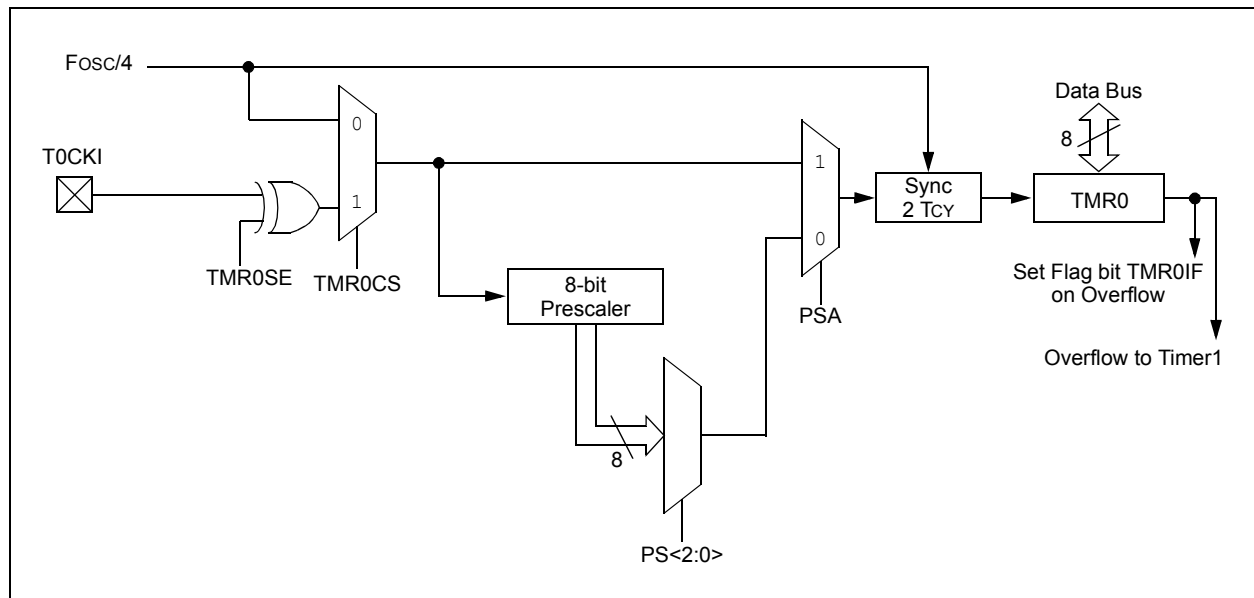 FOSC/4
Data Bus
8
T0CKI
0
1
1
0
Sync
2 TCY
TMR0
TMR0SE
TMR0CS
8-bit
Prescaler
PSA
Set Flag bit TMR0IF
on Overflow
Overflow to Timer1
8
PS<2:0>